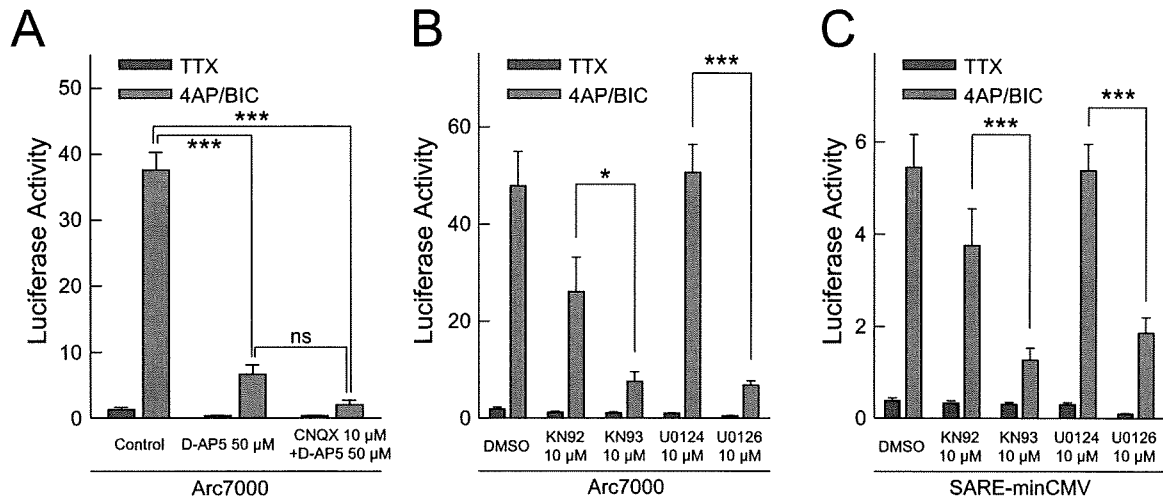 A
Luciferase Activity
50
40
30
20
10
0
TTX
4AP/BIC
***
***
ns
Control
D-AP5 50 µM
CNQX 10 µM
+D-AP5 50 µM
Arc7000
B
Luciferase Activity
60
40
20
0
TTX
4AP/BIC
***
*
DMSO
KN92
10 µM
KN93
10 µM
U0124
10 µM
U0126
10 µM
Arc7000
C
Luciferase Activity
6
4
2
0
TTX
4AP/BIC
***
***
DMSO
KN92
10 µM
KN93
10 µM
U0124
10 µM
U0126
10 µM
SARE-minCMV